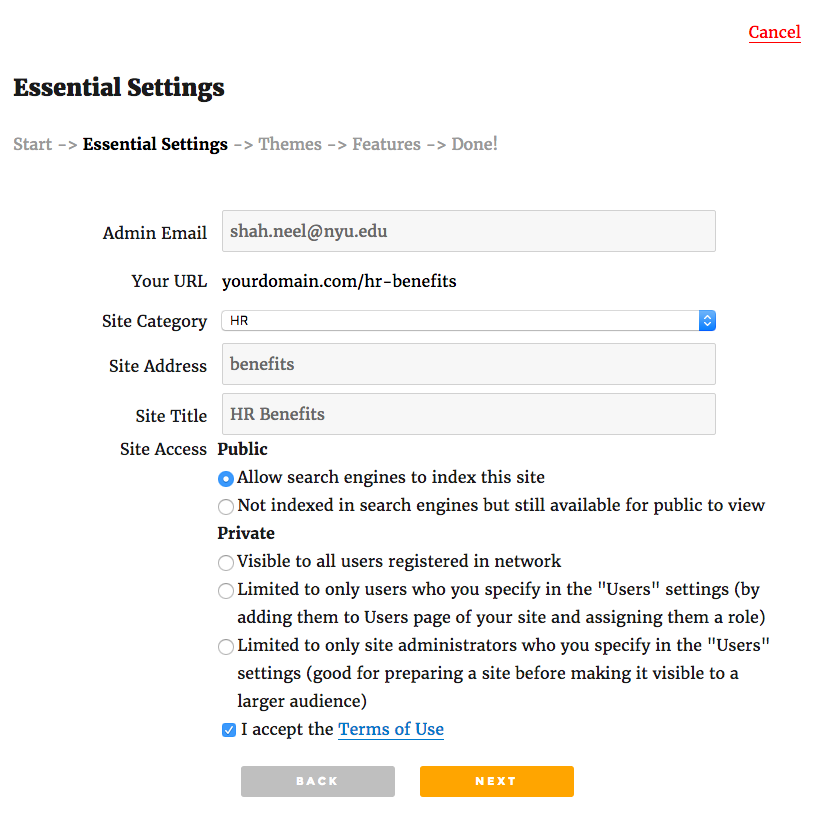 Cancel
Essential Settings
Start -> Essential Settings -> Themes -> Features -> Done!
Admin Email shah.neel@nyu.edu
Your URL yourdomain.com/hr-benefits
Site Category HR
Site Address benefits
Site Title HR Benefits
Site Access Public
Allow search engines to index this site
Not indexed in search engines but still available for public to view
Private
Visible to all users registered in network
Limited to only users who you specify in the "Users" settings (by
adding them to Users page of your site and assigning them a role)
Limited to only site administrators who you specify in the "Users"
settings (good for preparing a site before making it visible to a
larger audience)
I accept the Terms of Use
BACK NEXT